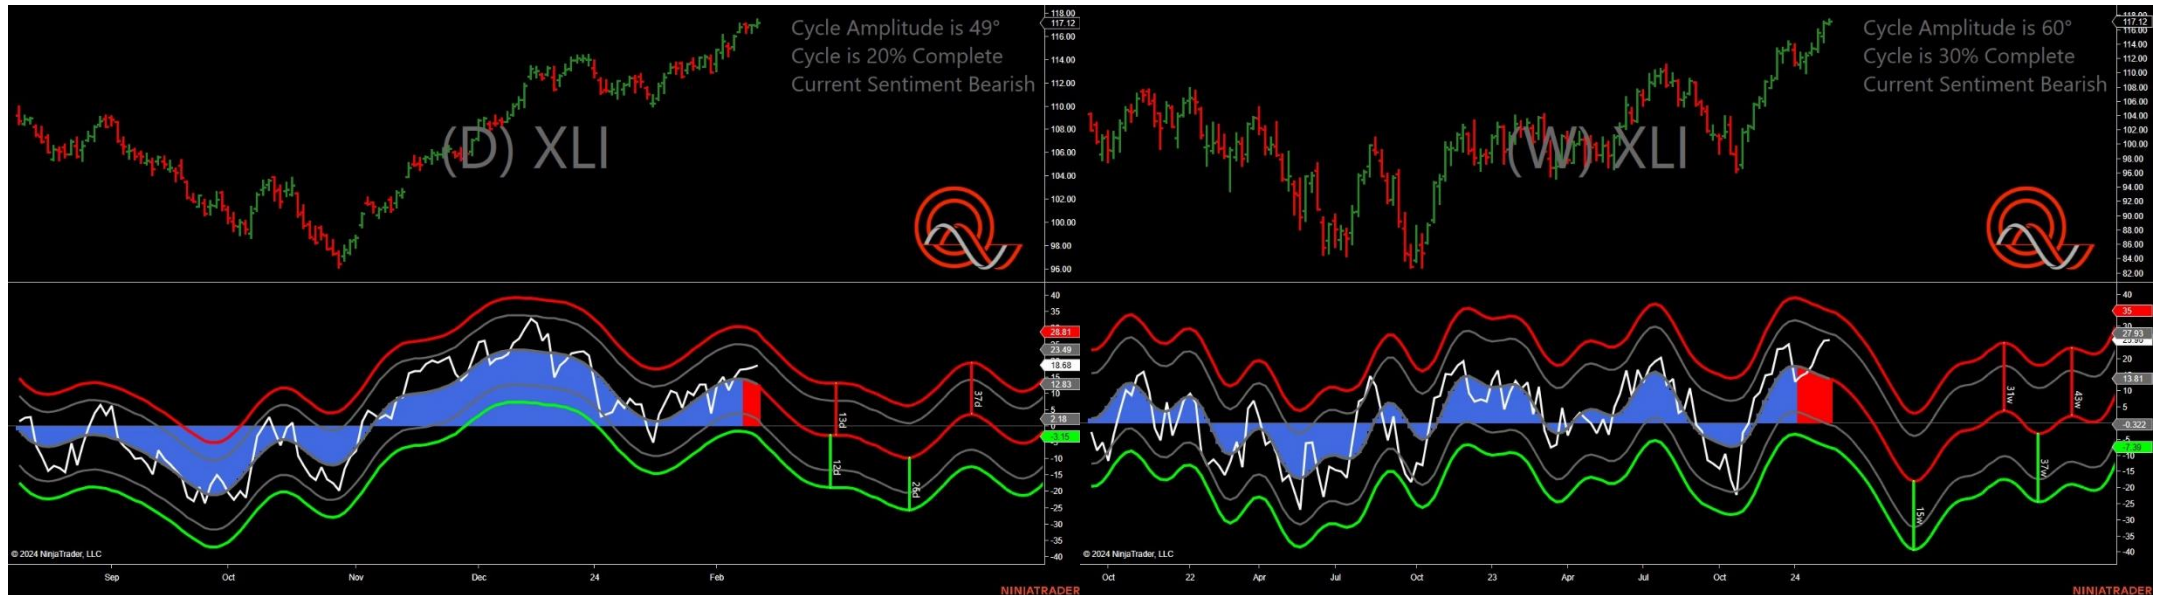 Cycle Amplitude is 49°
Cycle is 20% Complete
Current Sentiment Bearish
(D) XLI
118.00
117.12
116.00
114.00
112.00
110.00
108.00
106.00
104.00
102.00
100.00
98.00
96.00
40
35
28.81
23.49
18.68
15
12.83
5
2.18
0
-3.15
-10
-15
-20
-25
-30
-35
-40
13d
12d
26d
37d
© 2024 NinjaTrader, LLC
Sep
Oct
Nov
Dec
24
Feb
NINJATRADER
Cycle Amplitude is 60°
Cycle is 30% Complete
Current Sentiment Bearish
(W) XLI
118.00
117.12
116.00
114.00
112.00
110.00
108.00
106.00
104.00
102.00
100.00
98.00
96.00
94.00
92.00
90.00
88.00
86.00
84.00
82.00
40
35
27.93
20
13.81
10
5
-0.322
-7.39
-10
-15
-20
-25
-30
-35
-40
15w
31w
37w
43w
© 2024 NinjaTrader, LLC
Oct
22
Apr
Jul
Oct
23
Apr
Jul
Oct
24
NINJATRADER